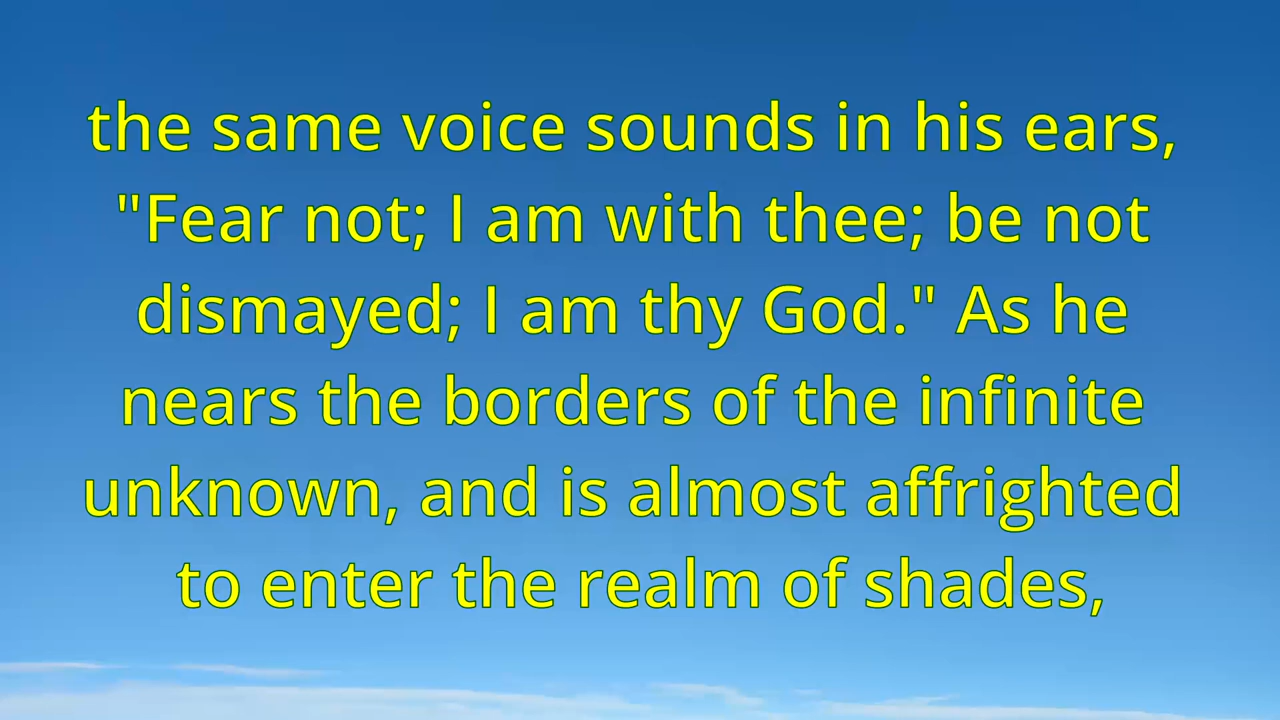 the same voice sounds in his ears,
"Fear not; I am with thee; be not
dismayed; I am thy God." As he
nears the borders of the infinite
unknown, and is almost affrighted
to enter the realm of shades,